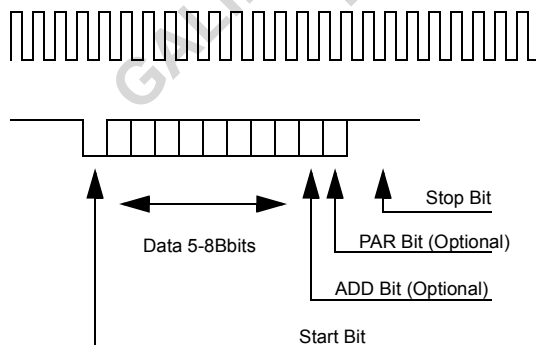 Stop Bit
Data 5-8Bbits
PAR Bit (Optional)
ADD Bit (Optional)
Start Bit